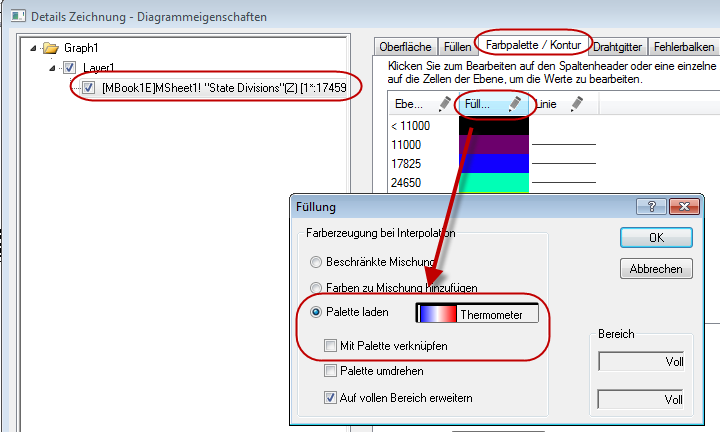 Details Zeichnung - Diagrammeigenschaften
Graph1
Layer1
[MBook1E]MSheet1! "State Divisions"(Z) [1*:17459
Oberfläche
Füllen
Farbpalette / Kontur
Drahtgitter
Fehlerbalken
Klicken Sie zum Bearbeiten auf den Spaltenheader oder eine einzelne
auf die Zellen der Ebene, um die Werte zu bearbeiten.
Ebe...
Füll...
Linie
< 11000
11000
17825
24650
Füllung
Farberzeugung bei Interpolation
Beschränkte Mischung
Farben zu Mischung hinzufügen
Palette laden
Thermometer
Mit Palette verknüpfen
Palette umdrehen
Auf vollen Bereich erweitern
OK
Abbrechen
Bereich
Voll
Voll